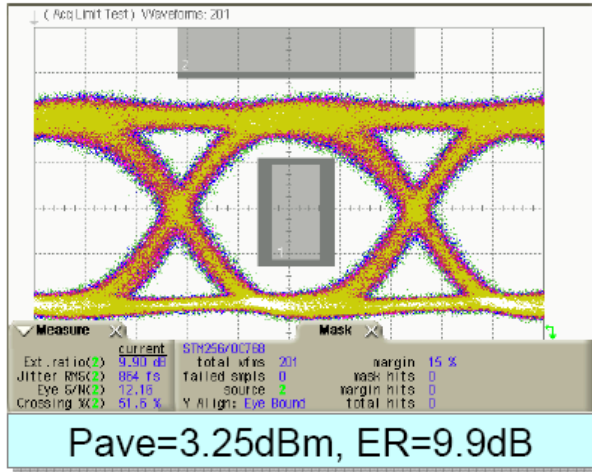 ( Acq Limit Test ) Waveforms: 201
2
1
Measure
Mask
current
Ext. ratio(2) 9.90 dB
Jitter RMS(2) 864 fs
Eye S/N(2) 12.16
Crossing %(2) 51.6 %
STM256/OC768
total wfms 201 margin 15 %
failed smpls 0 mask hits 0
source 2 margin hits 0
Y Align: Eye Bound total hits 0
Pave=3.25dBm, ER=9.9dB